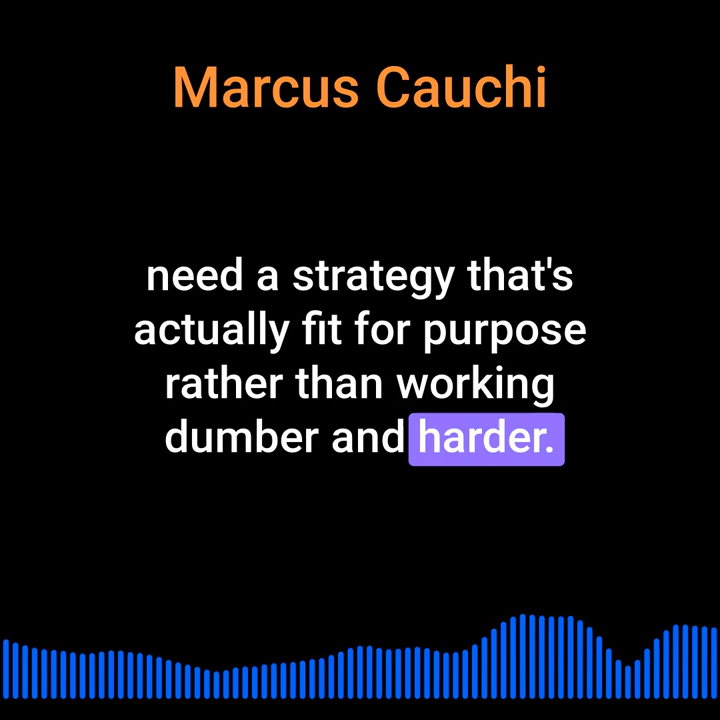 Marcus Cauchi
need a strategy that's
actually fit for purpose
rather than working
dumber and harder.